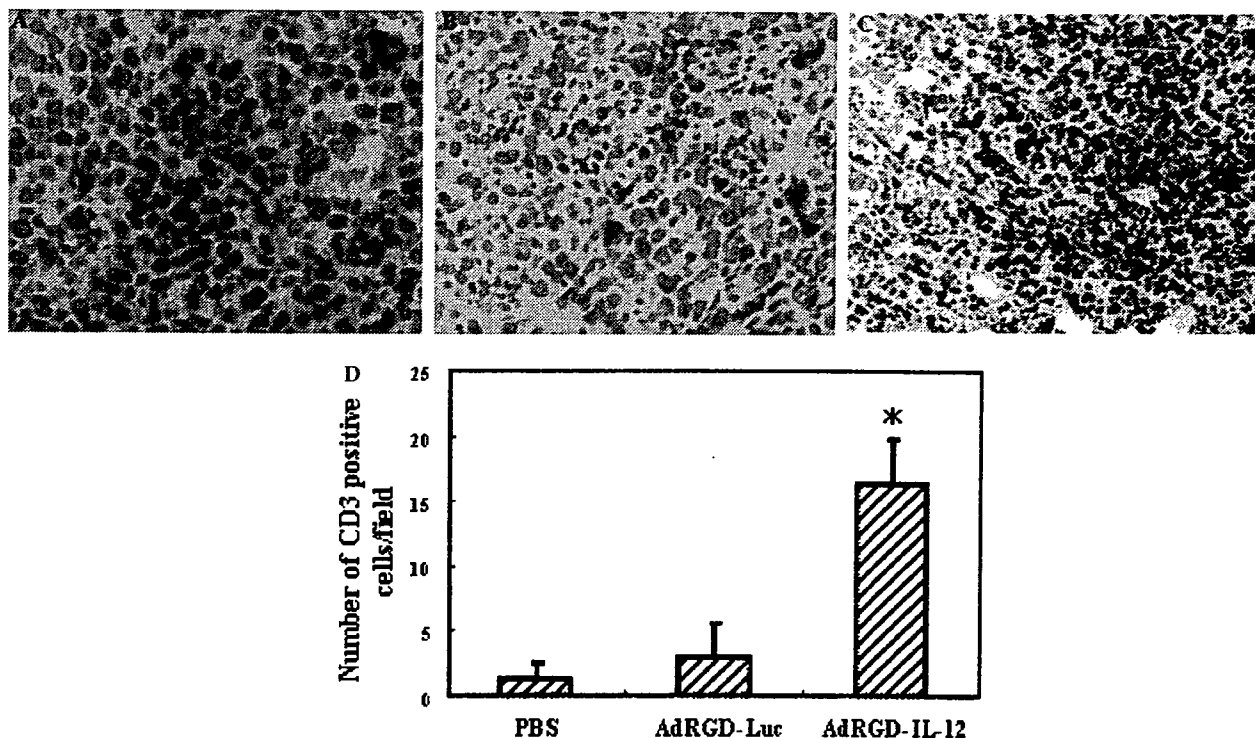 A
B
C
D
Number of CD3 positive
cells/field
25
20
15
10
5
0
*
PBS
AdRGD-Luc
AdRGD-IL-12